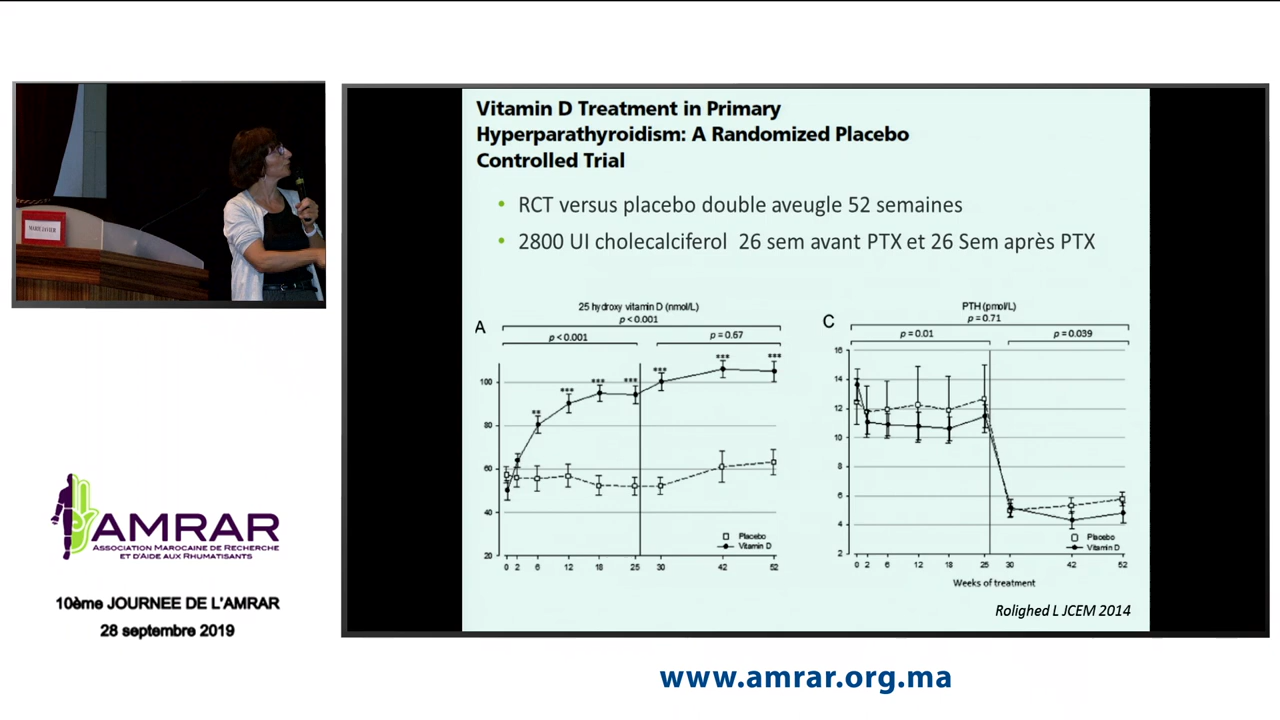 Vitamin D Treatment in Primary
Hyperparathyroidism: A Randomized Placebo
Controlled Trial
• RCT versus placebo double aveugle 52 semaines
• 2800 UI cholecalciferol 26 sem avant PTX et 26 Sem après PTX
A
25 hydroxy vitamin D (nmol/L)
p < 0.001
p < 0.001
p = 0.67
100
80
60
40
20
** *** *** *** *** *** ***
Placebo
Vitamin D
0 2 6 12 18 25 30 42 52
C
PTH (pmol/L)
p = 0.71
p = 0.01
p = 0.039
16
14
12
10
8
6
4
2
Placebo
Vitamin D
0 2 6 12 18 25 30 42 52
Weeks of treatment
Rolighed L JCEM 2014
MARIE JAVIER
AMRAR
ASSOCIATION MAROCAINE DE RECHERCHE
ET D'AIDE AUX RHUMATISANTS
10ème JOURNEE DE L'AMRAR
28 septembre 2019
www.amrar.org.ma